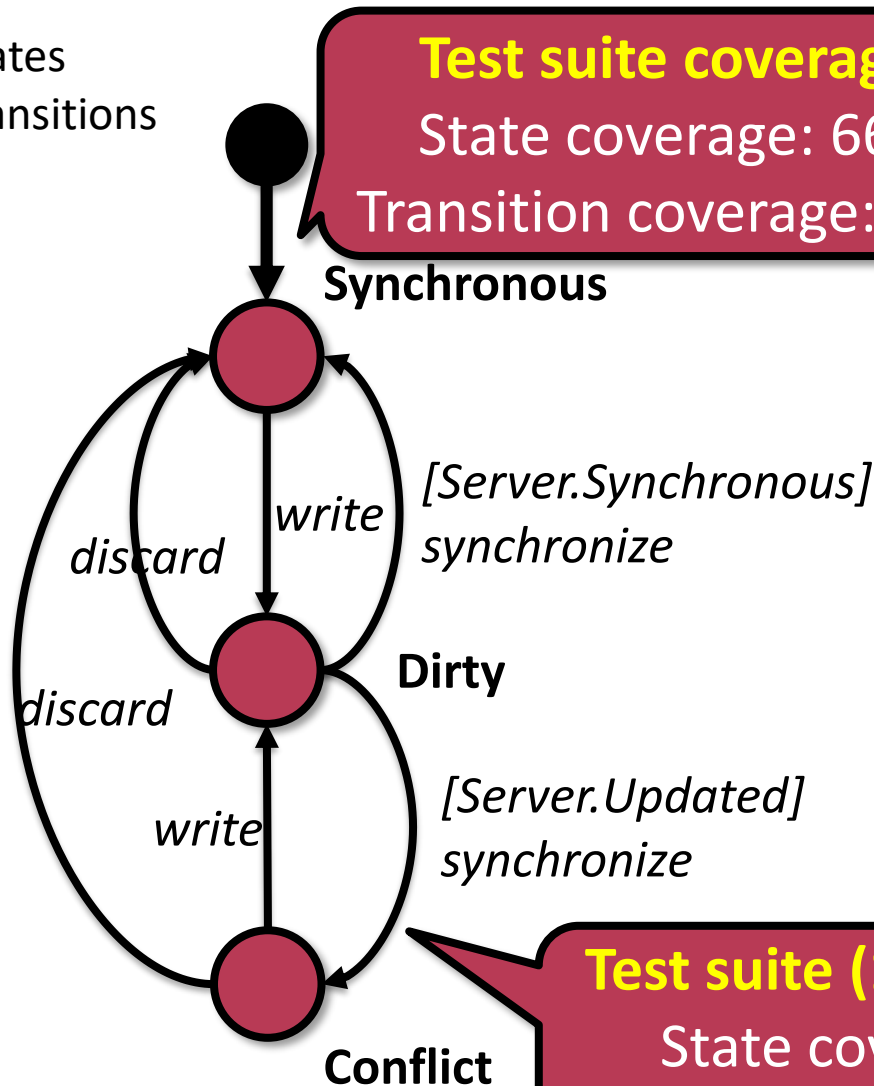 ates
ansitions
Test suite coverag
State coverage: 66
Transition coverage:
Synchronous
[Server.Synchronous]
synchronize
write
discard
Dirty
discard
[Server.Updated]
synchronize
write
Test suite (
State cov
Conflict